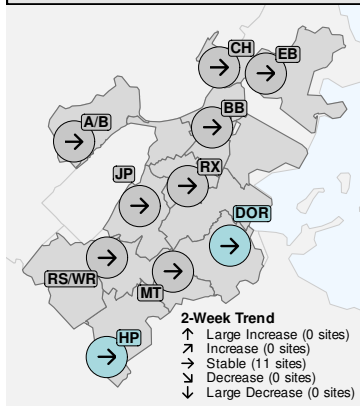 CH
EB
A/B
BB
RX
JP
DOR
RS/WR
MT
HP
2-Week Trend
↑ Large Increase (0 sites)
↗ Increase (0 sites)
→ Stable (11 sites)
↘ Decrease (0 sites)
↓ Large Decrease (0 sites)